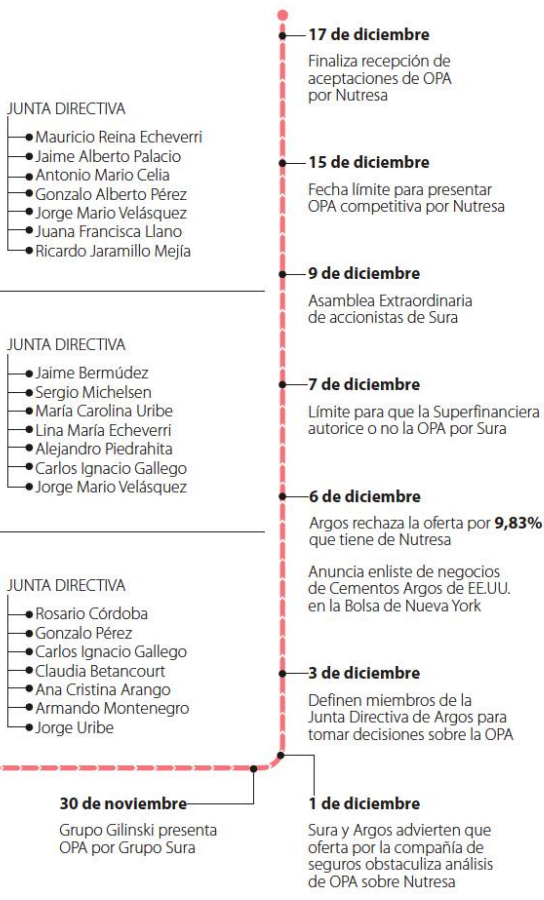 JUNTA DIRECTIVA
Mauricio Reina Echeverri
Jaime Alberto Palacio
Antonio Mario Celia
Gonzalo Alberto Pérez
Jorge Mario Velásquez
Juana Francisca Llano
Ricardo Jaramillo Mejía
JUNTA DIRECTIVA
Jaime Bermúdez
Sergio Michelsen
María Carolina Uribe
Lina María Echeverri
Alejandro Piedrahita
Carlos Ignacio Gallego
Jorge Mario Velásquez
JUNTA DIRECTIVA
Rosario Córdoba
Gonzalo Pérez
Carlos Ignacio Gallego
Claudia Betancourt
Ana Cristina Arango
Armando Montenegro
Jorge Uribe
17 de diciembre
Finaliza recepción de
aceptaciones de OPA
por Nutresa
15 de diciembre
Fecha límite para presentar
OPA competitiva por Nutresa
9 de diciembre
Asamblea Extraordinaria
de accionistas de Sura
7 de diciembre
Límite para que la Superfinanciera
autorice o no la OPA por Sura
6 de diciembre
Argos rechaza la oferta por 9,83%
que tiene de Nutresa
Anuncia enliste de negocios
de Cementos Argos de EE.UU.
en la Bolsa de Nueva York
3 de diciembre
Definen miembros de la
Junta Directiva de Argos para
tomar decisiones sobre la OPA
30 de noviembre
Grupo Gilinski presenta
OPA por Grupo Sura
1 de diciembre
Sura y Argos advierten que
oferta por la compañía de
seguros obstaculiza análisis
de OPA sobre Nutresa